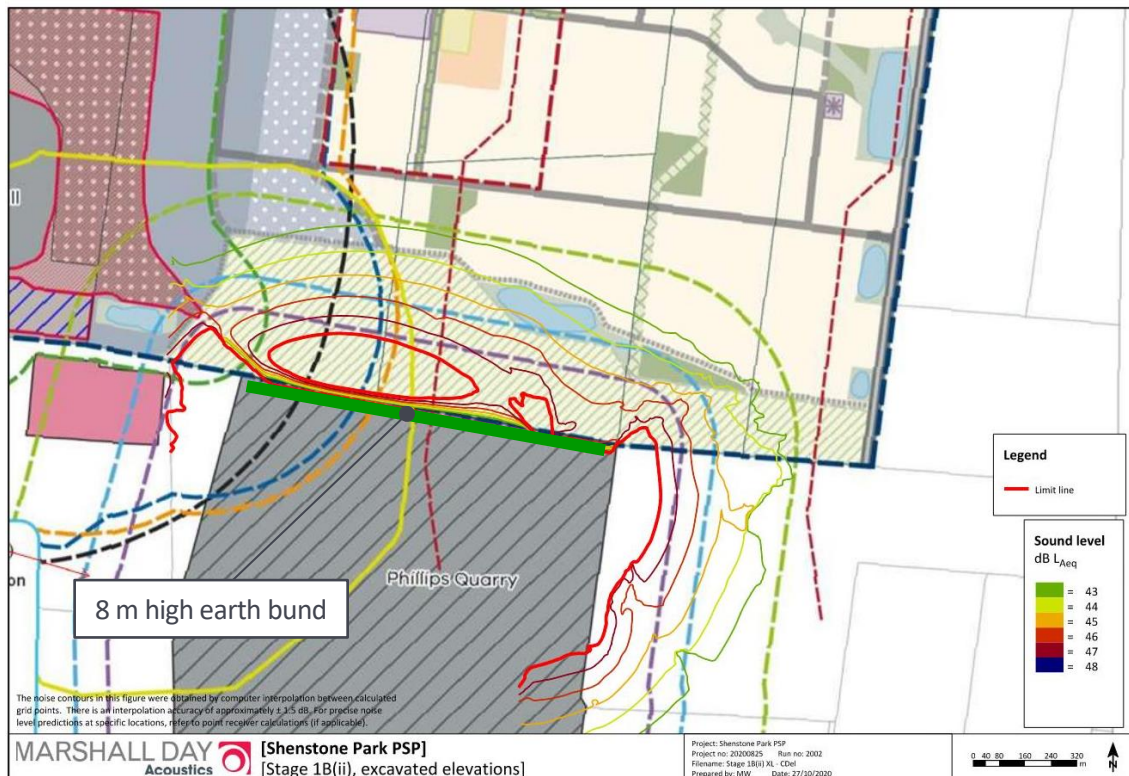 ll
on
Phillips Quarry
8 m high earth bund
Legend
Limit line
Sound level
dB LAeq
= 43
= 44
= 45
= 46
= 47
= 48
The noise contours in this figure were obtained by computer interpolation between calculated
grid points. There is an interpolation accuracy of approximately ± 1.5 dB. For precise noise
level predictions at specific locations, refer to point receiver calculations (if applicable).
MARSHALL DAY
Acoustics
[Shenstone Park PSP]
[Stage 1B(ii), excavated elevations]
Project: Shenstone Park PSP
Project no: 20200825 Run no: 2002
Filename: Stage 1B(ii) XL - CDel
Prepared by: MW Date: 27/10/2020
0 40 80 160 240 320
m
N